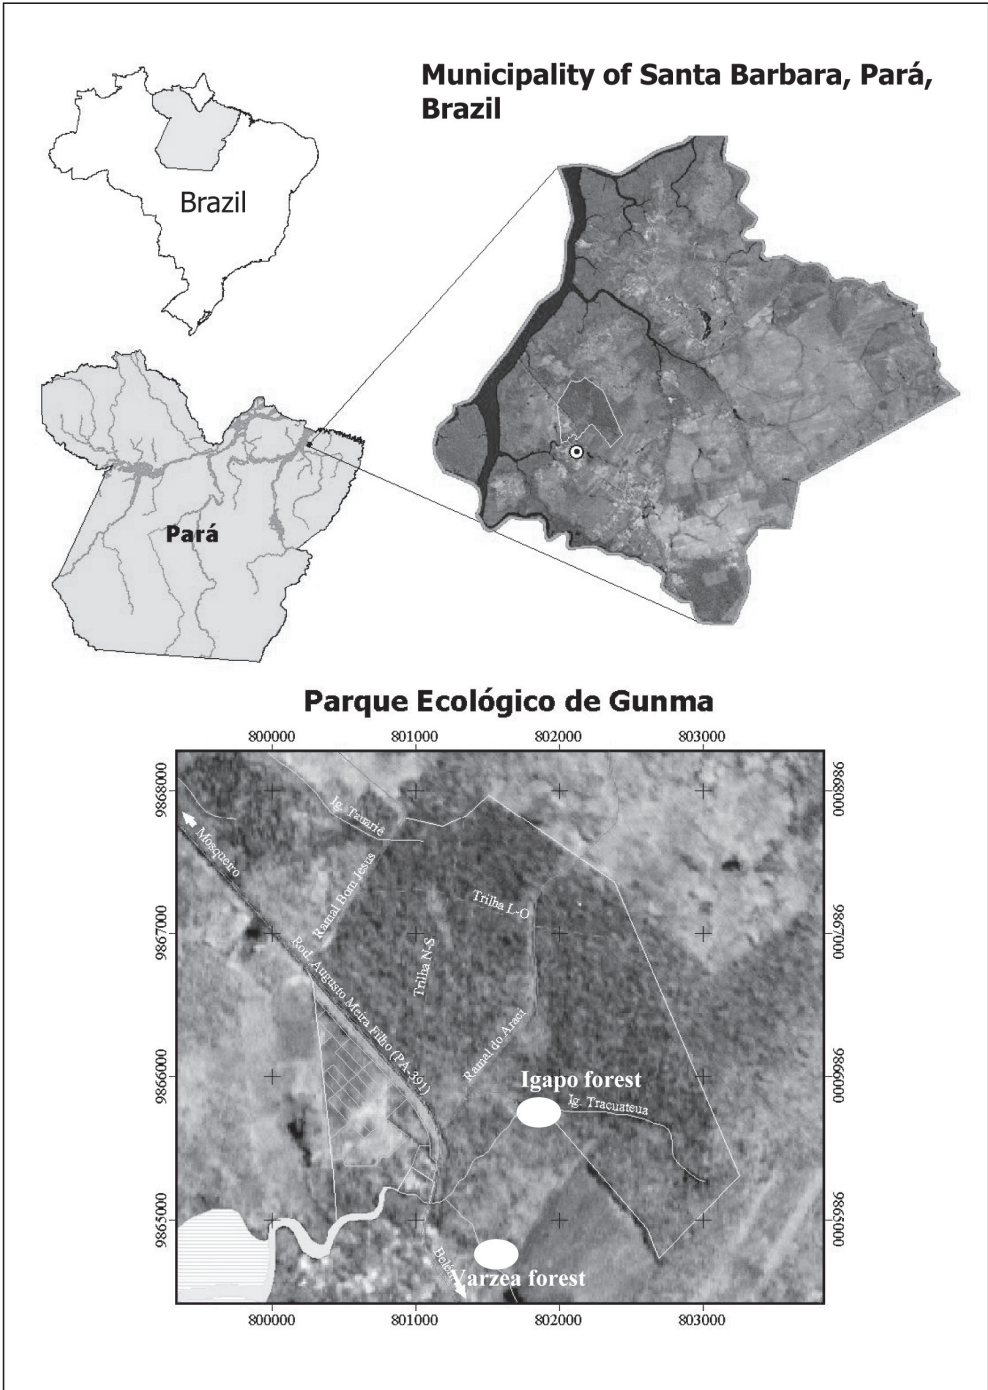 Municipality of Santa Barbara, Pará,
Brazil
Brazil
Pará
Parque Ecológico de Gunma
800000 801000 802000 803000
9868000 9868000
Ig. Tauariê
Mosqueiro
Ramal Bom Jesus
Trilha L-O
9867000 9867000
Rod. Augusto Meira Filho (PA-391)
Trilha N-S
Ramal do Araci
9866000 9866000
Igapo forest
Ig. Tracuateua
9865000 9865000
Belém
Varzea forest
800000 801000 802000 803000